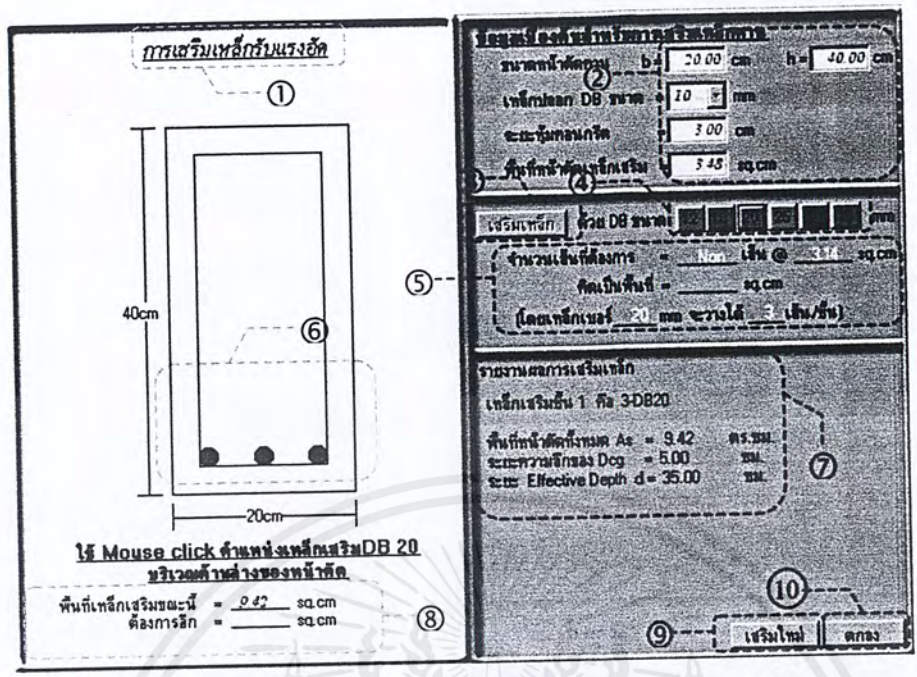 การเสริมเหล็กรับแรงอัด
①
40cm
⑥
20cm
ใช้ Mouse click ตำแหน่งเหล็กเสริมDB 20
บริเวณด้านล่างของหน้าตัด
พื้นที่เหล็กเสริมขณะนี้ = 9.42 sq.cm
ต้องการอีก = sq.cm
⑧
ข้อมูลเบื้องต้นสำหรับการเสริมเหล็กคาน
ขนาดหน้าตัดคาน b= 20.00 cm h= 40.00 cm
②
เหล็กปลอก DB ขนาด 10 mm
ระยะหุ้มคอนกรีต 3.00 cm
พื้นที่หน้าตัดเหล็กเสริม 3.48 sq.cm
③ ④
เสริมเหล็ก ด้วย DB ขนาด mm
จำนวนเส้นที่ต้องการ = Non เส้น @ 3.14 sq.cm
⑤
คิดเป็นพื้นที่ = sq.cm
(โดยเหล็กเบอร์ 20 mm จะวางได้ 3 เส้น/ชั้น)
รายงานผลการเสริมเหล็ก
เหล็กเสริมชั้น 1 คือ 3-DB20
พื้นที่หน้าตัดทั้งหมด As = 9.42 ตร.ซม.
ระยะความลึกของ Dcg = 5.00 ซม.
ระยะ Effective Depth d = 35.00 ซม.
⑦
⑩
⑨ เสริมใหม่ ตกลง